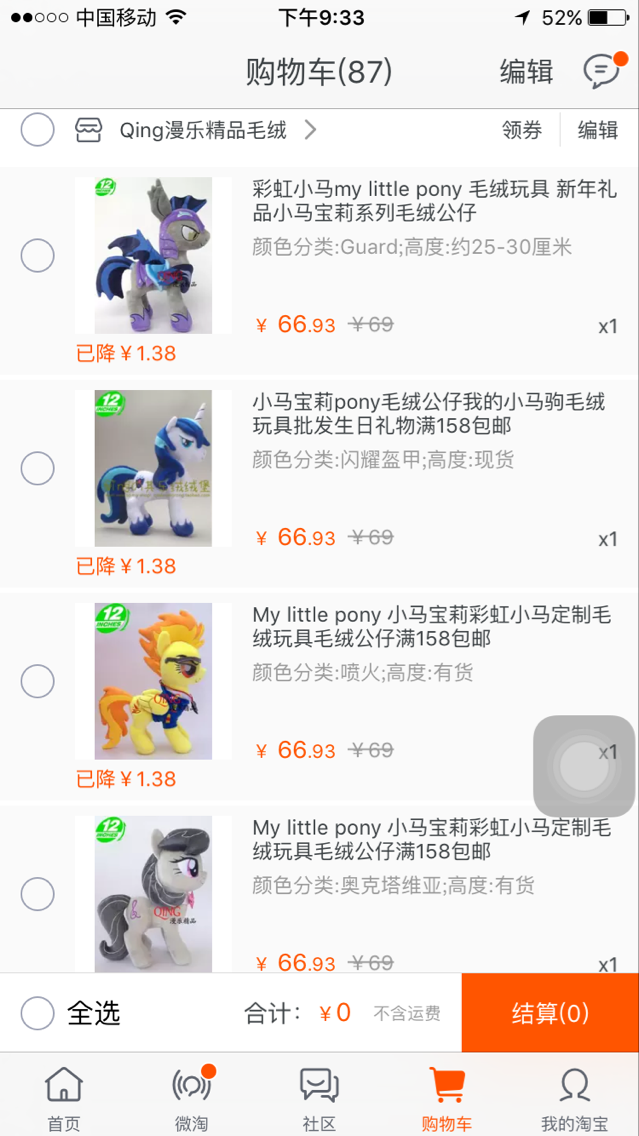 中国移动
下午9:33
52%
购物车(87)
编辑
Qing漫乐精品毛绒
领券
编辑
12
INCHES
彩虹小马my little pony 毛绒玩具 新年礼
品小马宝莉系列毛绒公仔
颜色分类:Guard;高度:约25-30厘米
¥ 66.93 ¥69
x1
已降¥1.38
12
INCHES
小马宝莉pony毛绒公仔我的小马驹毛绒
玩具批发生日礼物满158包邮
颜色分类:闪耀盔甲;高度:现货
¥ 66.93 ¥69
x1
已降¥1.38
12
INCHES
My little pony 小马宝莉彩虹小马定制毛
绒玩具毛绒公仔满158包邮
颜色分类:喷火;高度:有货
QING
¥ 66.93 ¥69
x1
已降¥1.38
12
INCHES
My little pony 小马宝莉彩虹小马定制毛
绒玩具毛绒公仔满158包邮
颜色分类:奥克塔维亚;高度:有货
QING
漫乐精品
¥ 66.93 ¥69
x1
全选
合计: ¥0 不含运费
结算(0)
首页
微淘
社区
购物车
我的淘宝